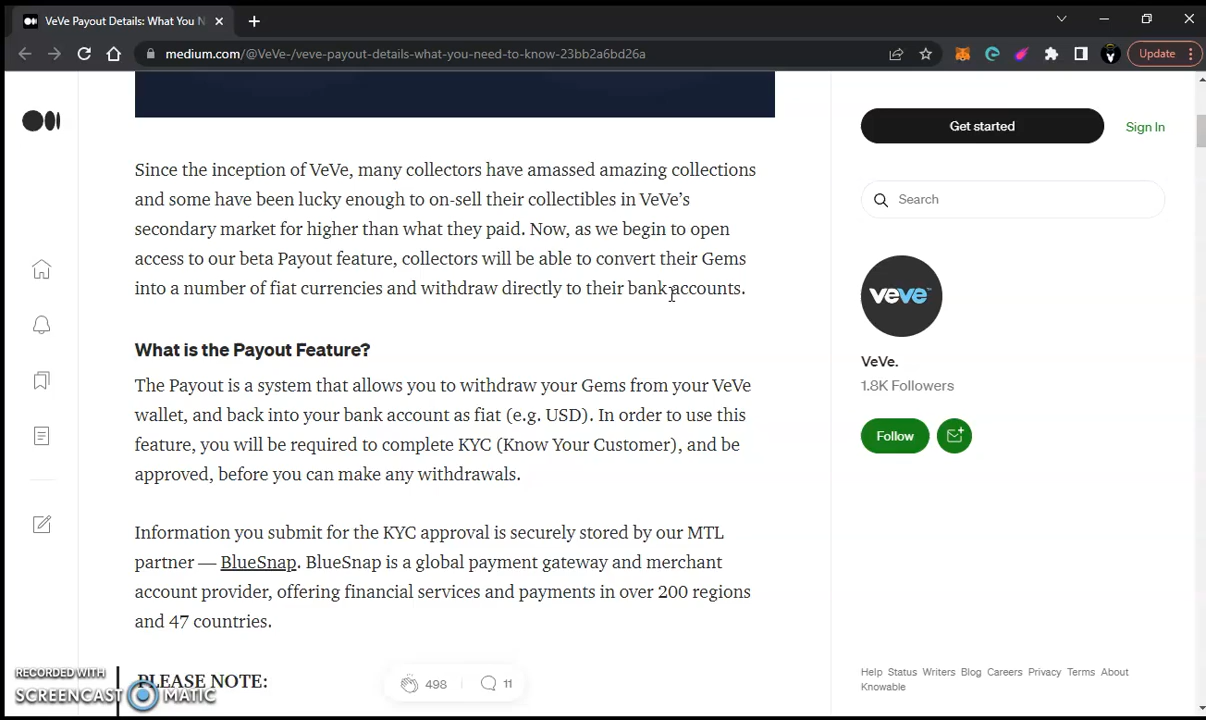 VeVe Payout Details: What You N
medium.com/@VeVe-/veve-payout-details-what-you-need-to-know-23bb2a6bd26a
Update
Since the inception of VeVe, many collectors have amassed amazing collections
and some have been lucky enough to on-sell their collectibles in VeVe's
secondary market for higher than what they paid. Now, as we begin to open
access to our beta Payout feature, collectors will be able to convert their Gems
into a number of fiat currencies and withdraw directly to their bank accounts.
What is the Payout Feature?
The Payout is a system that allows you to withdraw your Gems from your VeVe
wallet, and back into your bank account as fiat (e.g. USD). In order to use this
feature, you will be required to complete KYC (Know Your Customer), and be
approved, before you can make any withdrawals.
Information you submit for the KYC approval is securely stored by our MTL
partner — BlueSnap. BlueSnap is a global payment gateway and merchant
account provider, offering financial services and payments in over 200 regions
and 47 countries.
PLEASE NOTE:
498
11
Get started
Sign In
Search
VEVE
VeVe.
1.8K Followers
Follow
Help Status Writers Blog Careers Privacy Terms About
Knowable
RECORDED WITH
SCREENCAST MATIC